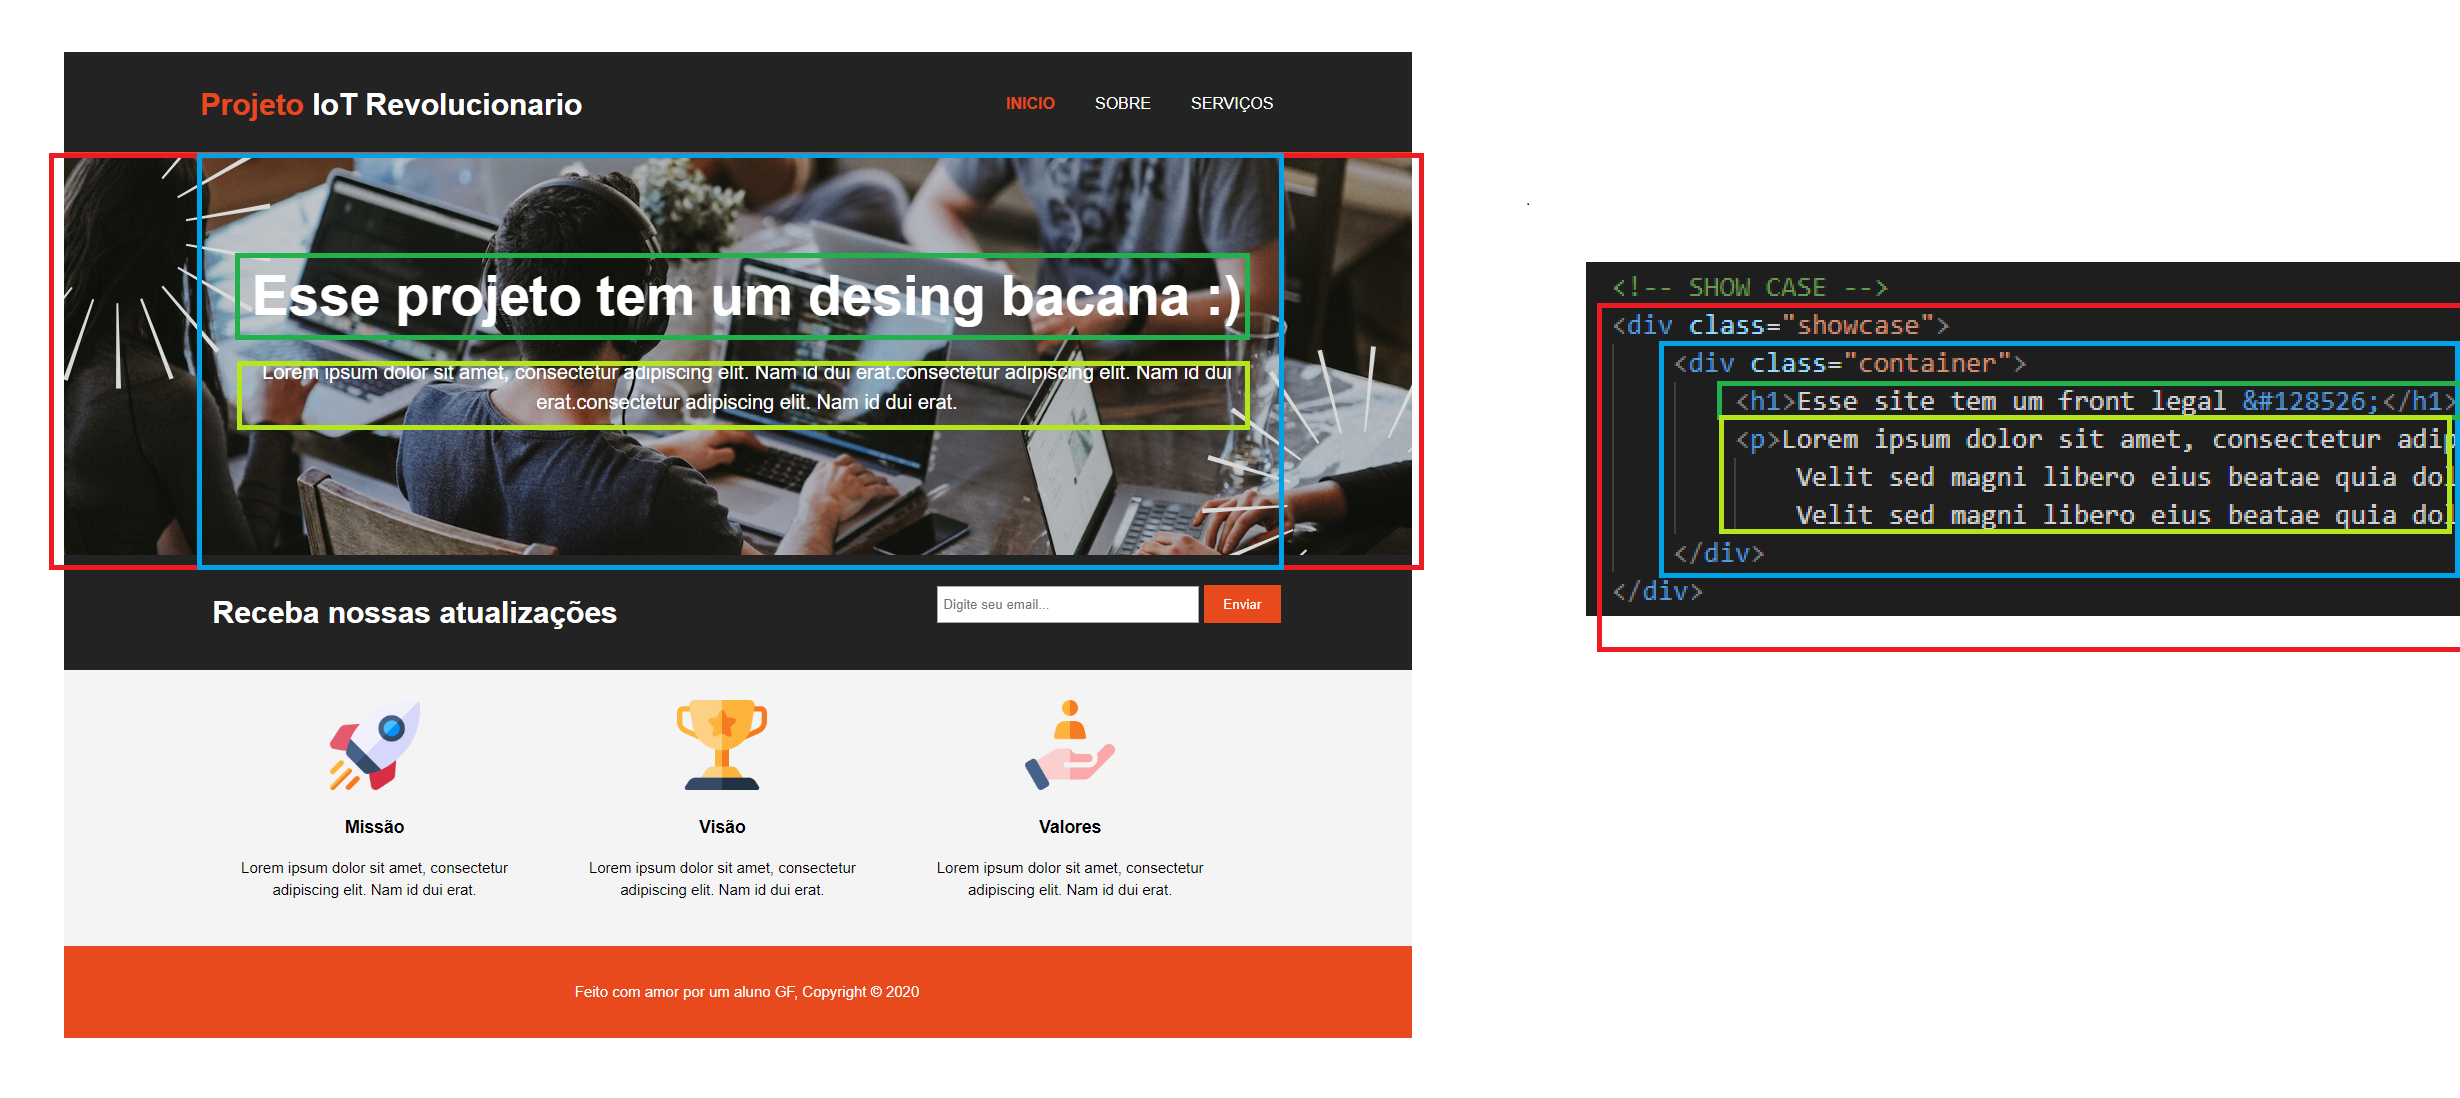 Projeto IoT Revolucionario
INICIO SOBRE SERVIÇOS
Esse projeto tem um desing bacana :)
Lorem ipsum dolor sit amet, consectetur adipiscing elit. Nam id dui erat.consectetur adipiscing elit. Nam id dui
erat.consectetur adipiscing elit. Nam id dui erat.
Receba nossas atualizações
Digite seu email...
Enviar
Missão
Lorem ipsum dolor sit amet, consectetur
adipiscing elit. Nam id dui erat.
Visão
Lorem ipsum dolor sit amet, consectetur
adipiscing elit. Nam id dui erat.
Valores
Lorem ipsum dolor sit amet, consectetur
adipiscing elit. Nam id dui erat.
Feito com amor por um aluno GF, Copyright © 2020
<!-- SHOW CASE -->
<div class="showcase">
<div class="container">
<h1>Esse site tem um front legal &#128526;</h1>
<p>Lorem ipsum dolor sit amet, consectetur adip
Velit sed magni libero eius beatae quia dol
Velit sed magni libero eius beatae quia dol
</div>
</div>